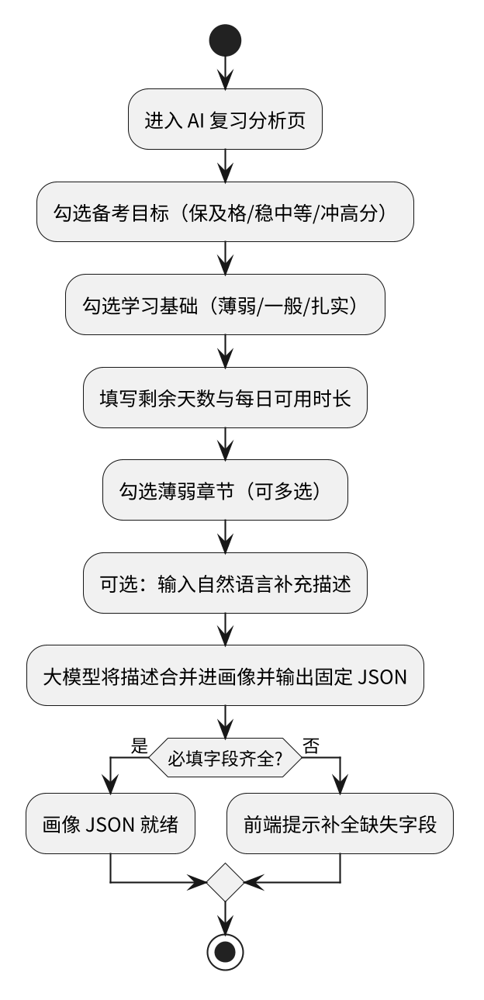 进入 AI 复习分析页
勾选备考目标（保及格/稳中等/冲高分）
勾选学习基础（薄弱/一般/扎实）
填写剩余天数与每日可用时长
勾选薄弱章节（可多选）
可选：输入自然语言补充描述
大模型将描述合并进画像并输出固定 JSON
是
必填字段齐全?
否
画像 JSON 就绪
前端提示补全缺失字段